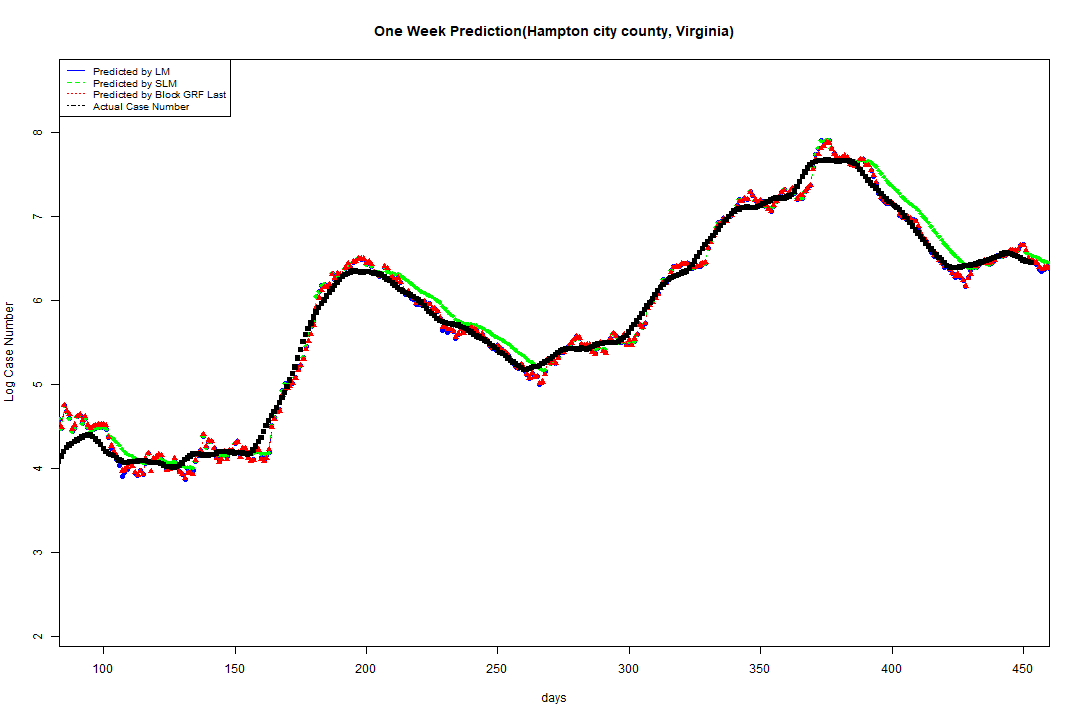 One Week Prediction(Hampton city county, Virginia)
Predicted by LM
Predicted by SLM
Predicted by Block GRF Last
Actual Case Number
8
7
6
5
4
3
2
Log Case Number
100 150 200 250 300 350 400 450
days